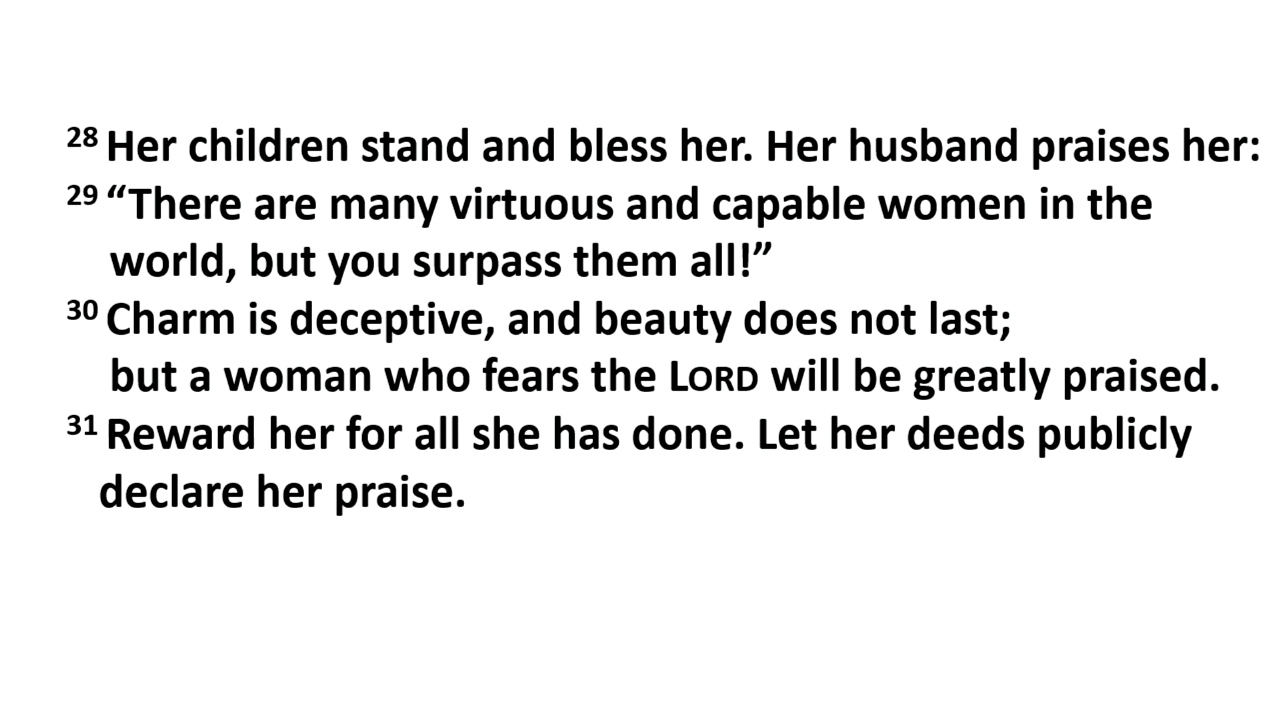 28 Her children stand and bless her. Her husband praises her:
29 “There are many virtuous and capable women in the
world, but you surpass them all!”
30 Charm is deceptive, and beauty does not last;
but a woman who fears the LORD will be greatly praised.
31 Reward her for all she has done. Let her deeds publicly
declare her praise.